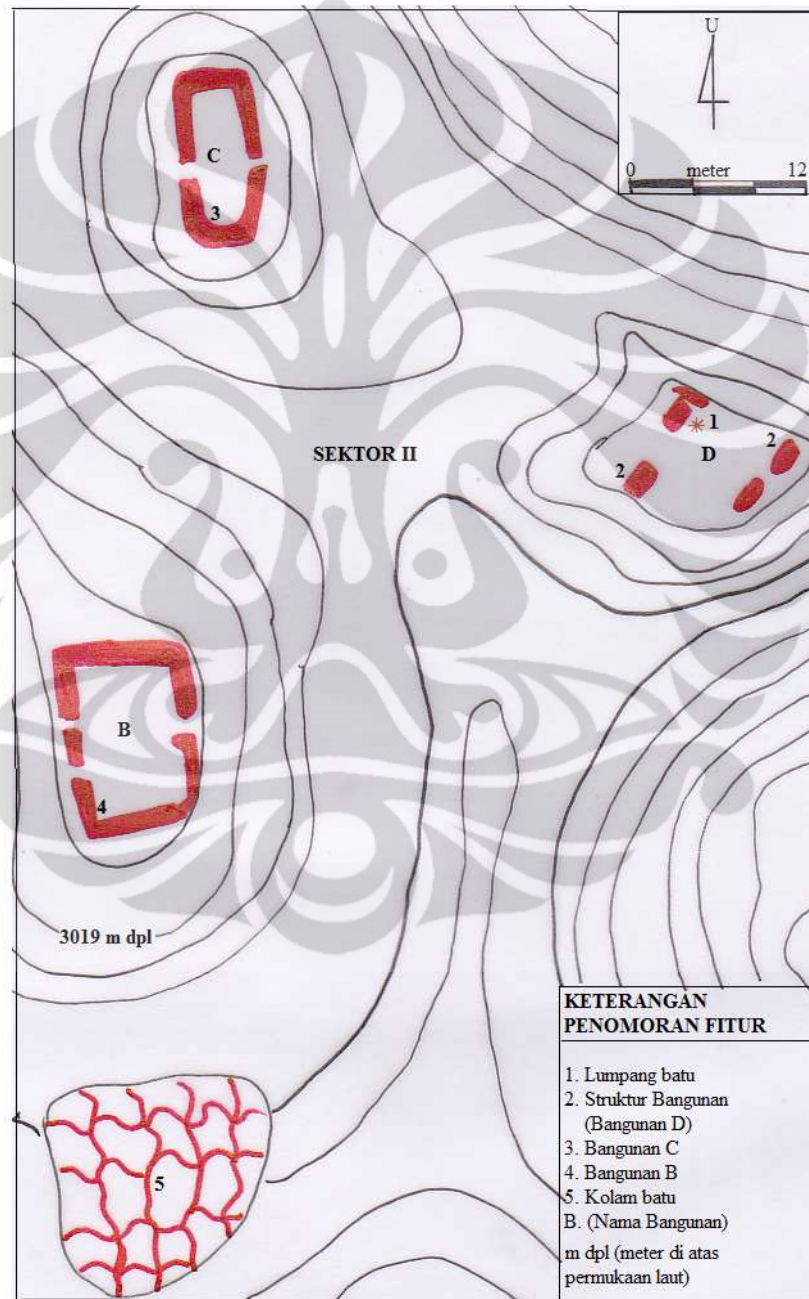 U
0 meter 12
C
3
1
2
D
2
SEKTOR II
B
4
3019 m dpl
5
KETERANGAN
PENOMORAN FITUR
1. Lumpang batu
2. Struktur Bangunan
(Bangunan D)
3. Bangunan C
4. Bangunan B
5. Kolam batu
B. (Nama Bangunan)
m dpl (meter di atas
permukaan laut)